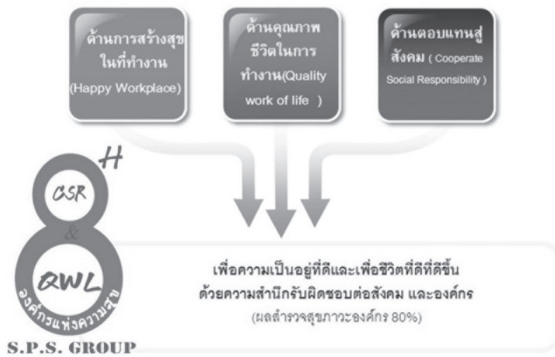 ด้านการสร้างสุข
ในที่ทำงาน
(Happy Workplace)
ด้านคุณภาพ
ชีวิตในการ
ทำงาน(Quality
work of life )
ด้านตอบแทนสู่
สังคม ( Cooperate
Social Responsibility )
H
CSR
&
QWL
องค์กรแห่งความสุข
S.P.S. GROUP
เพื่อความเป็นอยู่ที่ดีและเพื่อชีวิตที่ดีที่ดีขึ้น
ด้วยความสำนึกรับผิดชอบต่อสังคม และองค์กร
(ผลสำรวจสุขภาวะองค์กร 80%)